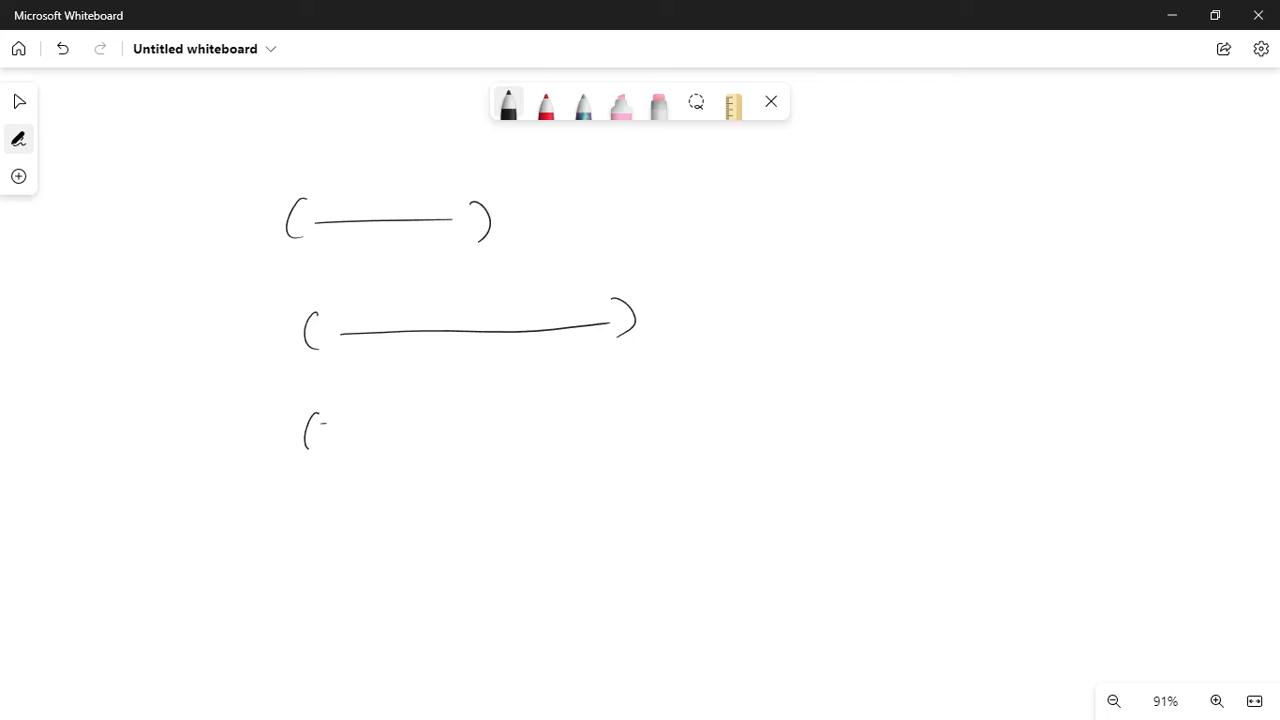 Microsoft Whiteboard
Untitled whiteboard
( — )
( — )
( -
91%